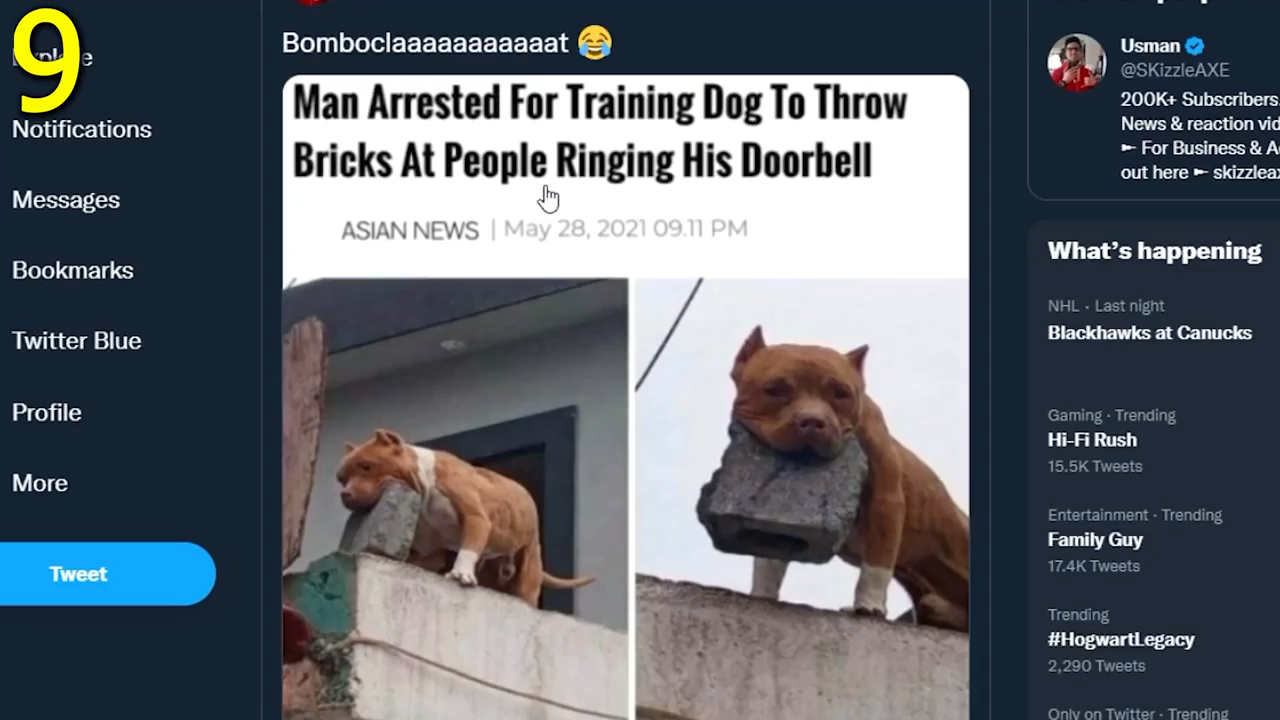 9
Explore
Notifications
Messages
Bookmarks
Twitter Blue
Profile
More
Tweet
Bomboclaaaaaaaaaaat 😂
Man Arrested For Training Dog To Throw
Bricks At People Ringing His Doorbell
ASIAN NEWS | May 28, 2021 09.11 PM
Usman
@SKizzleAXE
200K+ Subscribers
News & reaction vid
► For Business & A
out here ► skizzleax
What's happening
NHL · Last night
Blackhawks at Canucks
Gaming · Trending
Hi-Fi Rush
15.5K Tweets
Entertainment · Trending
Family Guy
17.4K Tweets
Trending
#HogwartLegacy
2,290 Tweets
Only on Twitter · Trending